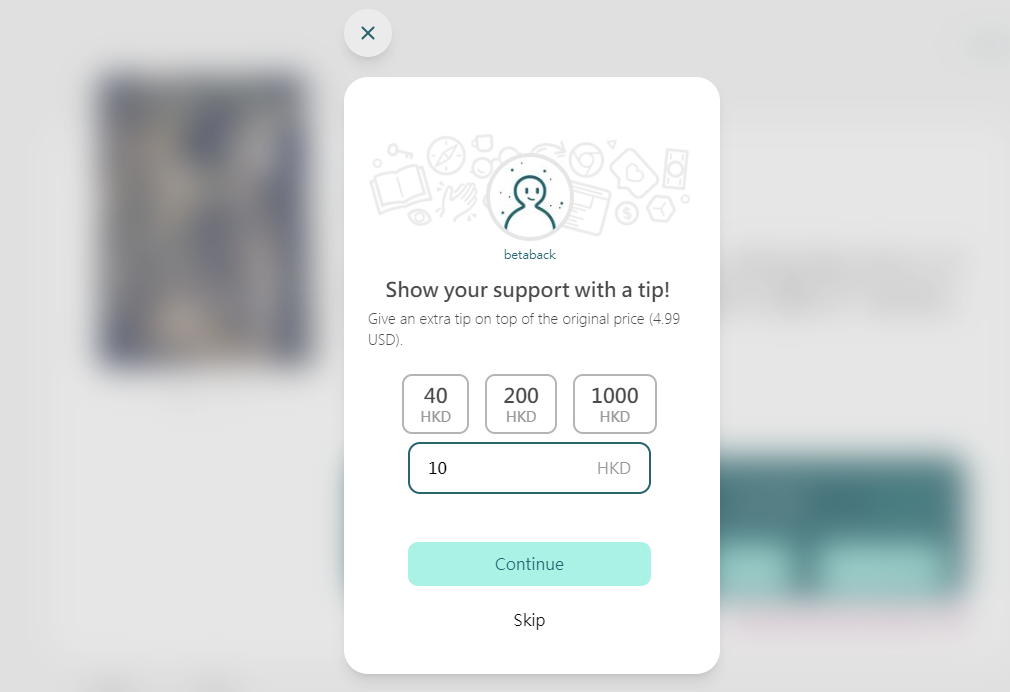 betaback
Show your support with a tip!
Give an extra tip on top of the original price (4.99
USD).
40
HKD
200
HKD
1000
HKD
10
HKD
Continue
Skip